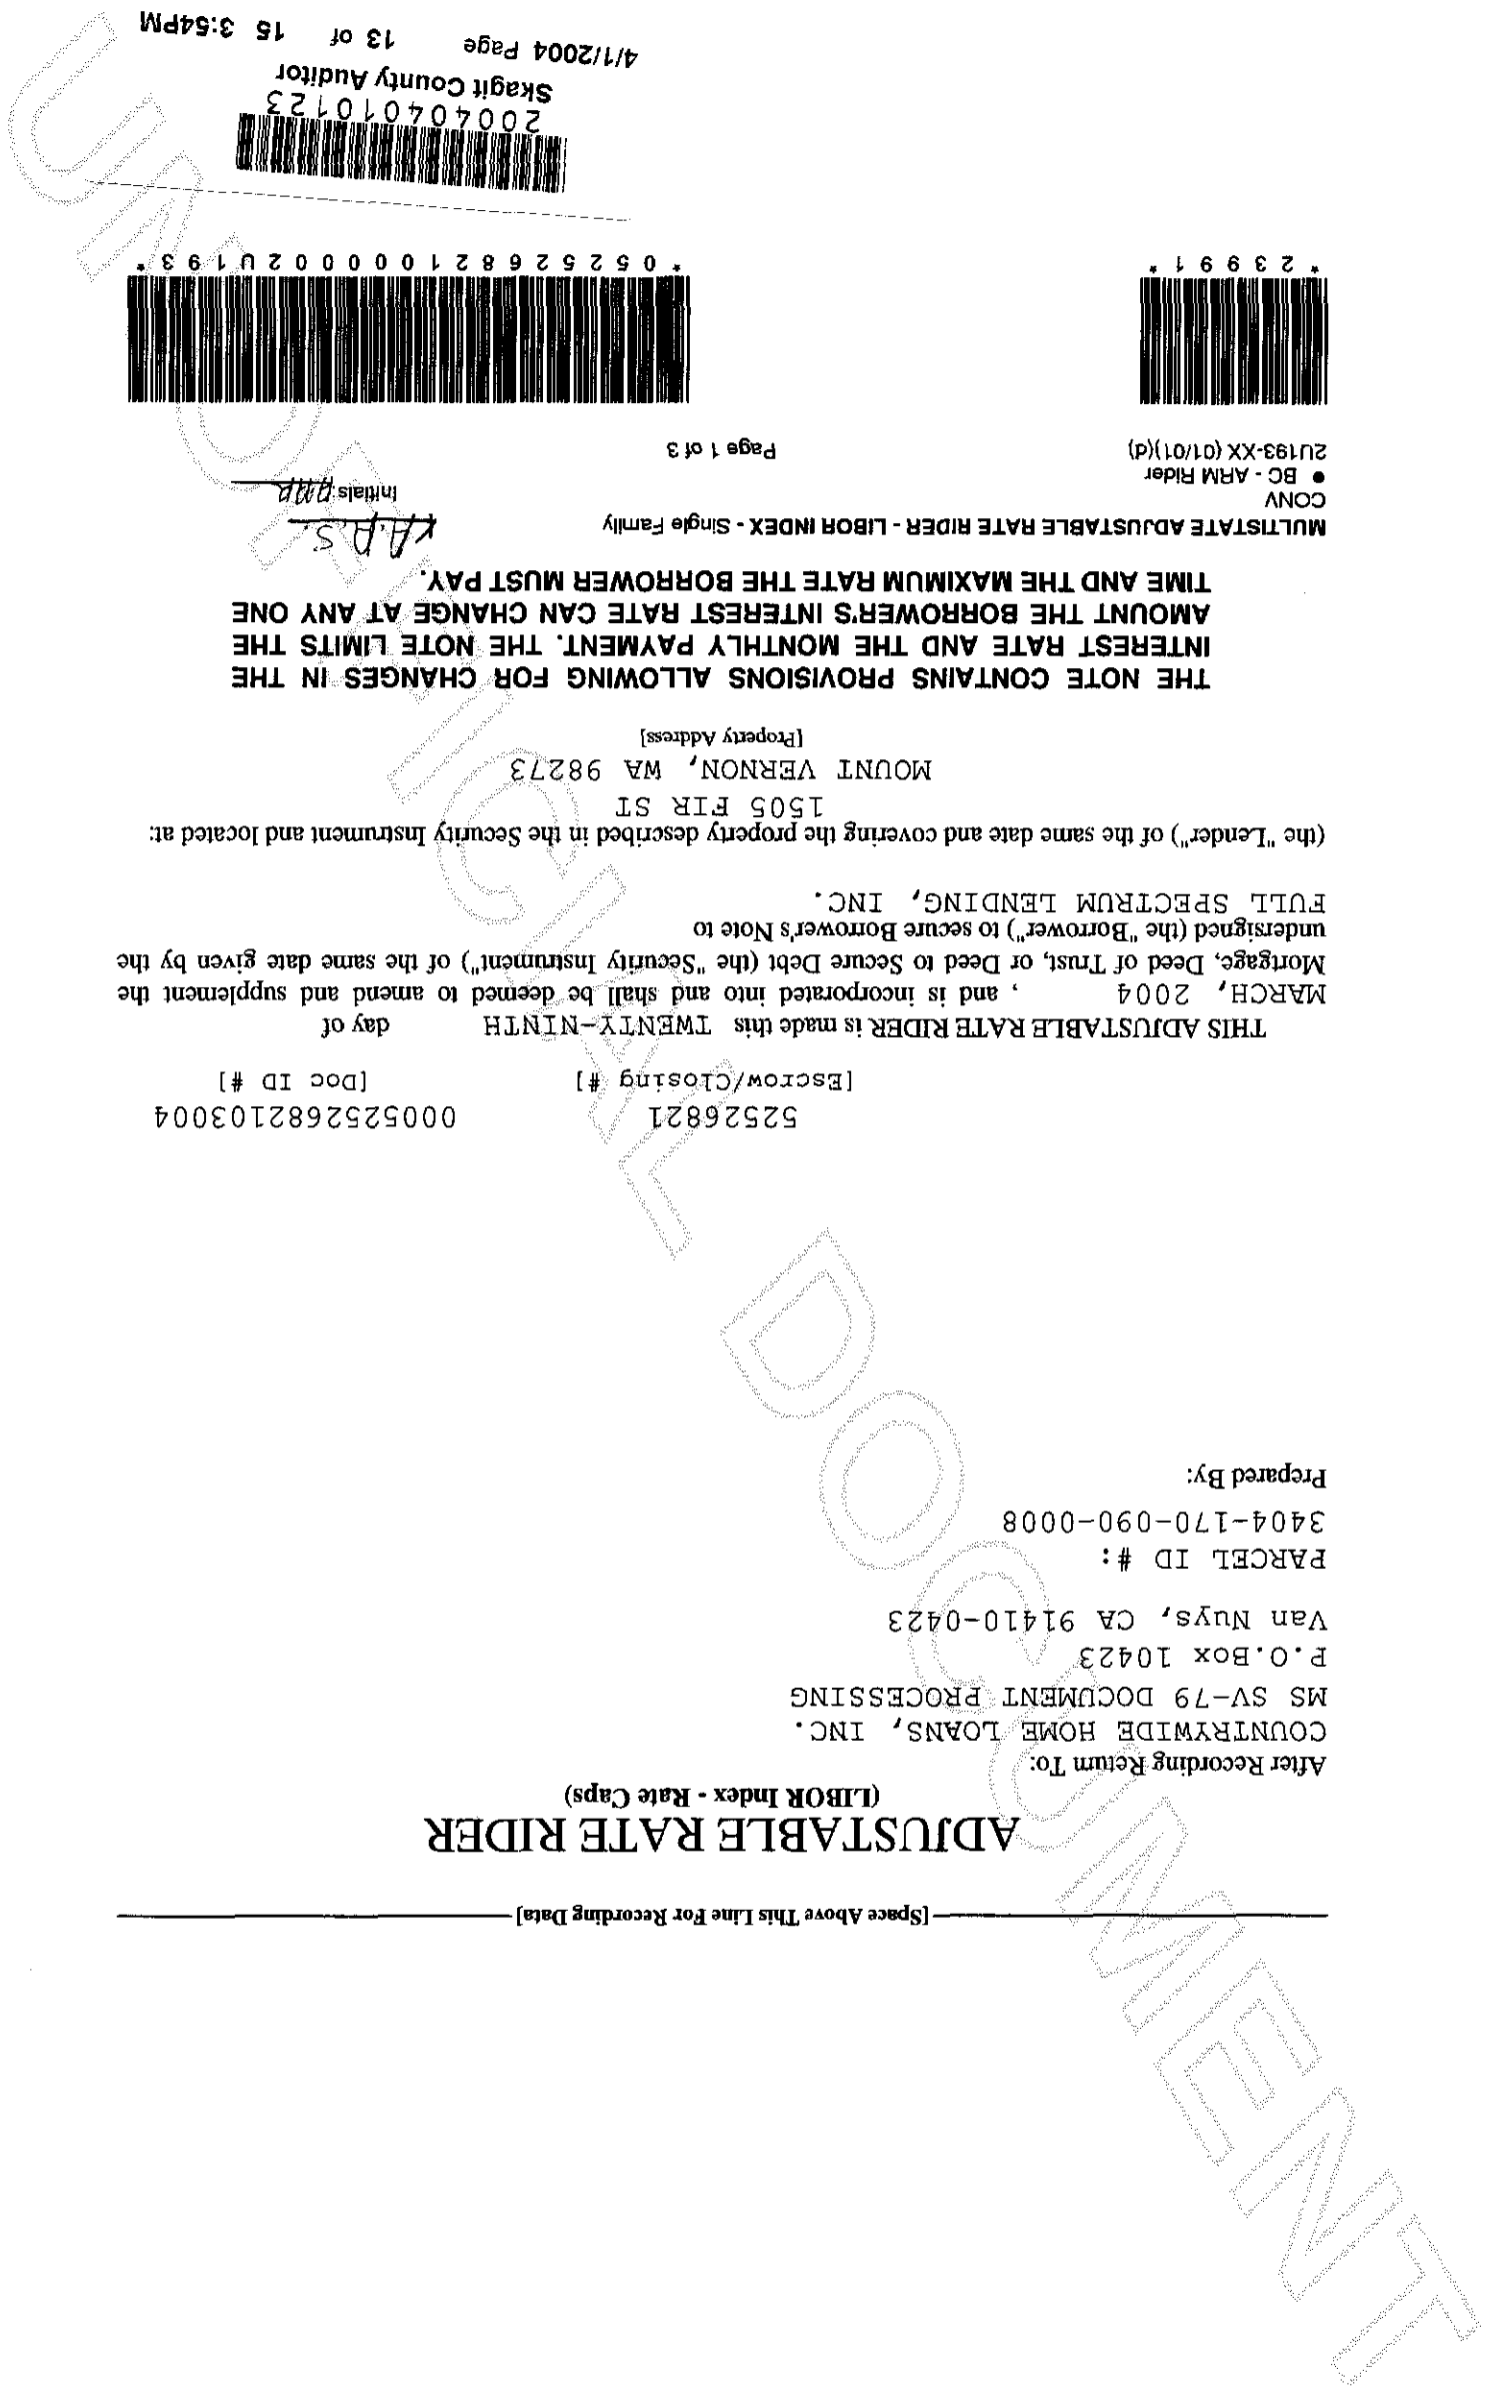 [Space Above This Line For Recording Data]
ADJUSTABLE RATE RIDER
(LIBOR Index - Rate Caps)
After Recording Return To:
COUNTRYWIDE HOME LOANS, INC.
MS SV-79 DOCUMENT PROCESSING
P.O.Box 10423
Van Nuys, CA 91410-0423
PARCEL ID #:
3404-170-090-0008
Prepared By:
52526821 0005252682103004
[Escrow/Closing #] [Doc ID #]
THIS ADJUSTABLE RATE RIDER is made this TWENTY-NINTH day of
MARCH, 2004 , and is incorporated into and shall be deemed to amend and supplement the
Mortgage, Deed of Trust, or Deed to Secure Debt (the "Security Instrument") of the same date given by the
undersigned (the "Borrower") to secure Borrower's Note to
FULL SPECTRUM LENDING, INC.
(the "Lender") of the same date and covering the property described in the Security Instrument and located at:
1505 FIR ST
MOUNT VERNON, WA 98273
[Property Address]
THE NOTE CONTAINS PROVISIONS ALLOWING FOR CHANGES IN THE
INTEREST RATE AND THE MONTHLY PAYMENT. THE NOTE LIMITS THE
AMOUNT THE BORROWER'S INTEREST RATE CAN CHANGE AT ANY ONE
TIME AND THE MAXIMUM RATE THE BORROWER MUST PAY.
MULTISTATE ADJUSTABLE RATE RIDER - LIBOR INDEX - Single Family
CONV
• BC - ARM Rider Initials:
2U193-XX (01/01)(d) Page 1 of 3
*23991* *052526821000002U193*
200404010123
Skagit County Auditor
4/1/2004 Page 13 of 15 3:54PM
UNOFFICIAL DOCUMENT